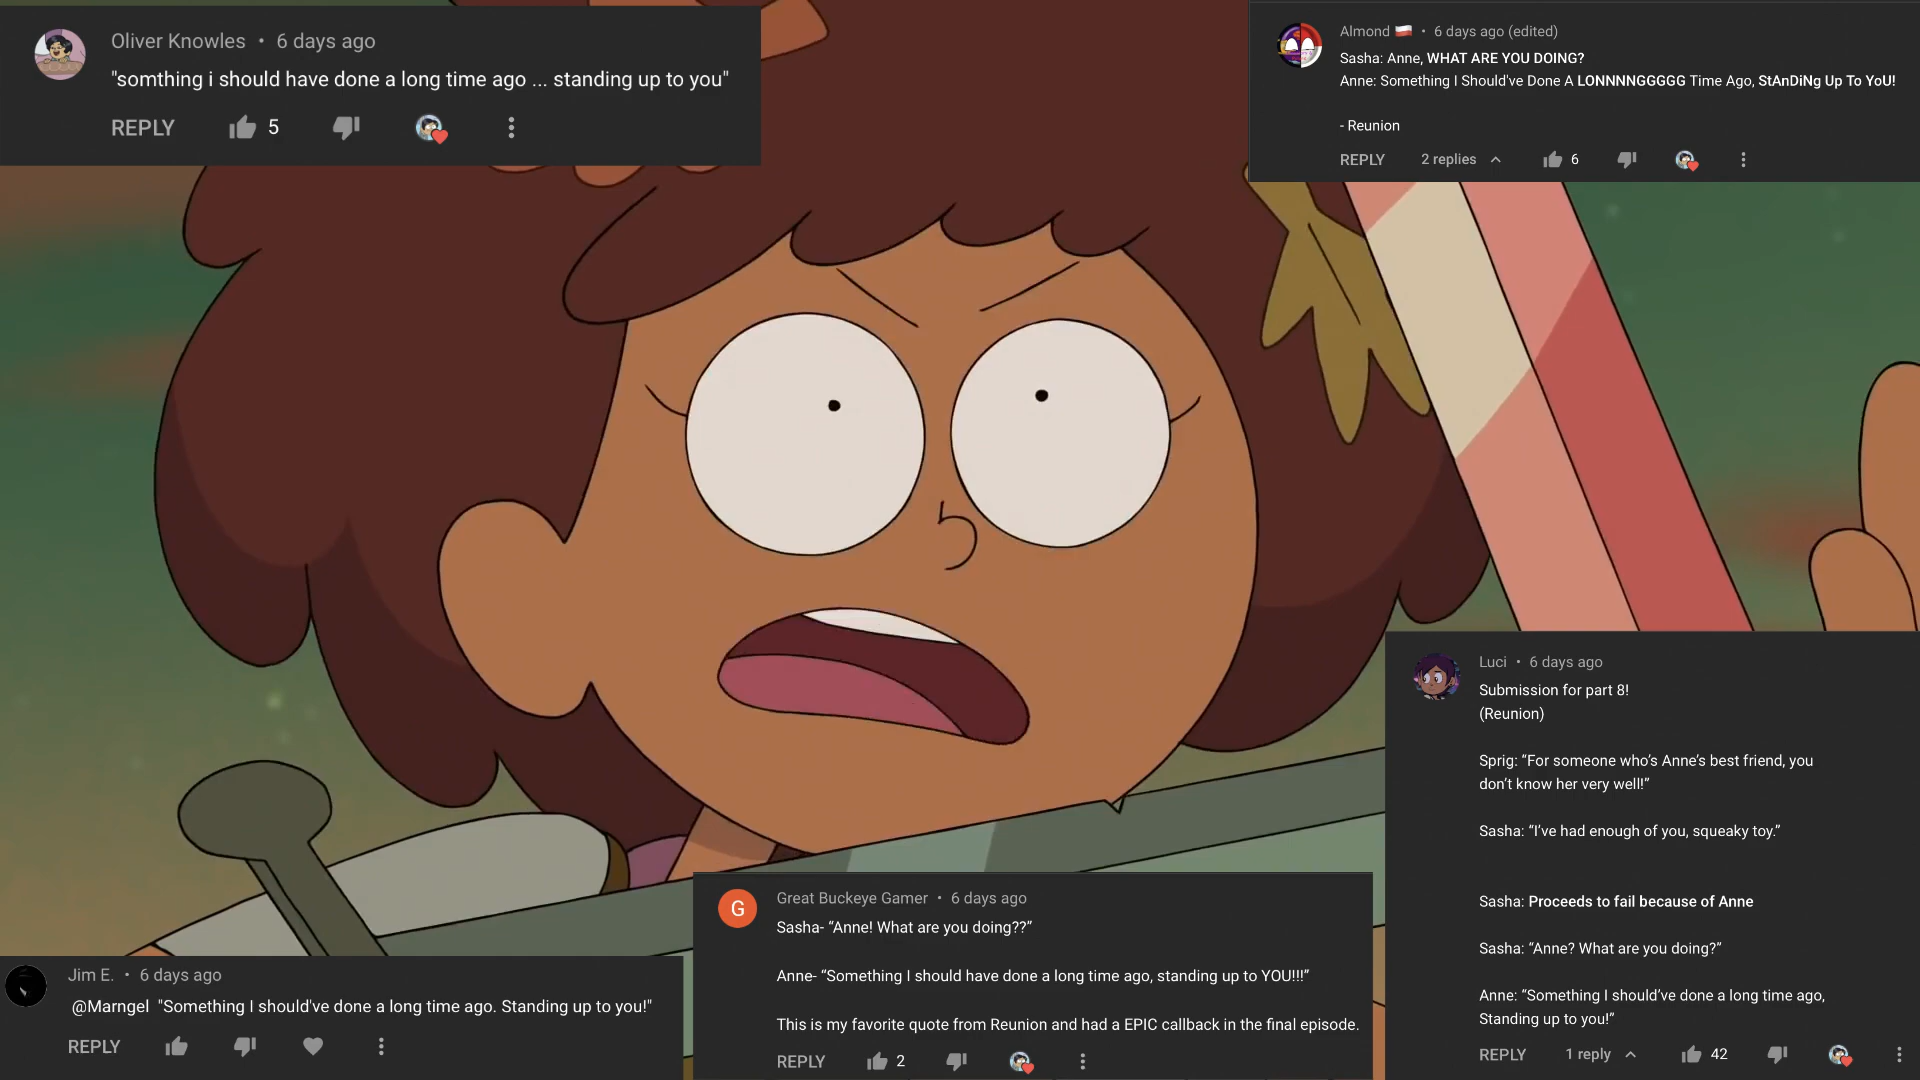 Oliver Knowles • 6 days ago
"somthing i should have done a long time ago ... standing up to you"
REPLY 5
Almond 🇵🇱 • 6 days ago (edited)
Sasha: Anne, WHAT ARE YOU DOING?
Anne: Something I Should've Done A LONNNNGGGGG Time Ago, StAnDiNg Up To YoU!
- Reunion
REPLY 2 replies 6
Luci • 6 days ago
Submission for part 8!
(Reunion)
Sprig: “For someone who’s Anne’s best friend, you
don’t know her very well!”
Sasha: “I’ve had enough of you, squeaky toy.”
Sasha: Proceeds to fail because of Anne
Sasha: “Anne? What are you doing?”
Anne: “Something I should’ve done a long time ago,
Standing up to you!”
REPLY 1 reply 42
G
Great Buckeye Gamer • 6 days ago
Sasha- “Anne! What are you doing??”
Anne- “Something I should have done a long time ago, standing up to YOU!!!”
This is my favorite quote from Reunion and had a EPIC callback in the final episode.
REPLY 2
Jim E. • 6 days ago
@Marngel "Something I should've done a long time ago. Standing up to you!"
REPLY